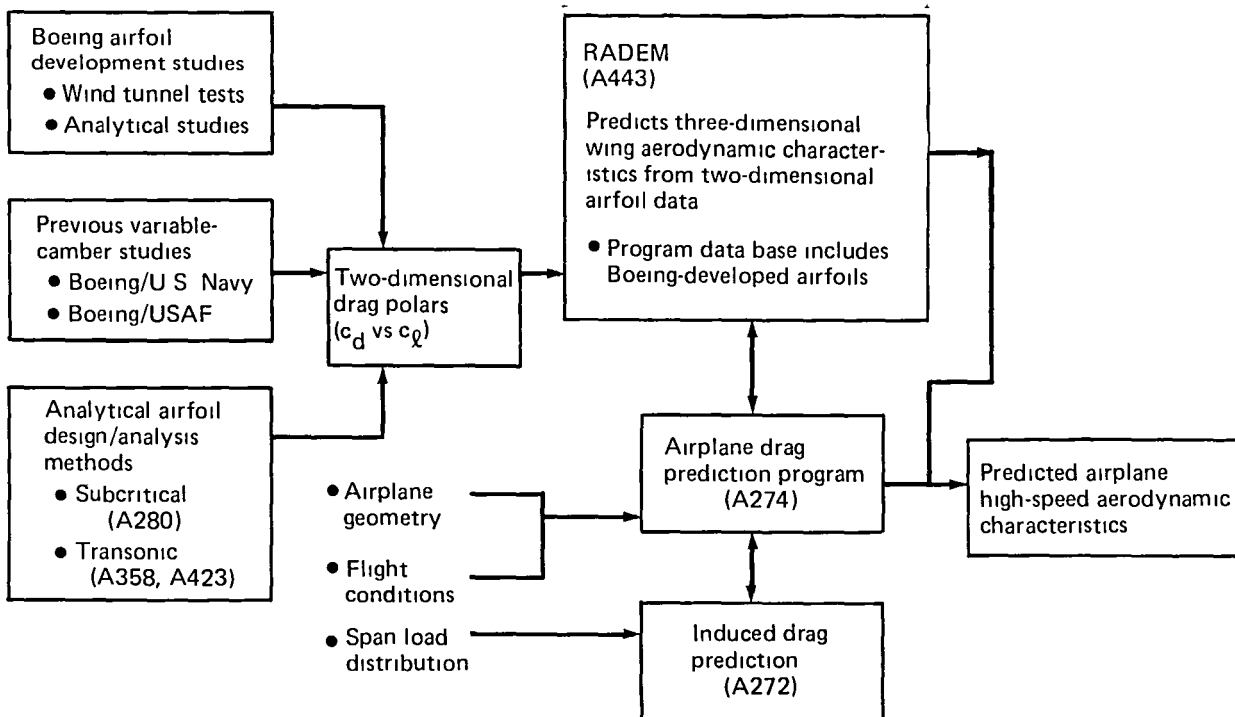 Boeing airfoil
development studies
● Wind tunnel tests
● Analytical studies
Previous variable-
camber studies
● Boeing/U S Navy
● Boeing/USAF
Analytical airfoil
design/analysis
methods
● Subcritical
(A280)
● Transonic
(A358, A423)
Two-dimensional
drag polars
(c_d vs c_ℓ)
RADEM
(A443)
Predicts three-dimensional
wing aerodynamic character-
istics from two-dimensional
airfoil data
● Program data base includes
Boeing-developed airfoils
● Airplane
geometry
● Flight
conditions
● Span load
distribution
Airplane drag
prediction program
(A274)
Induced drag
prediction
(A272)
Predicted airplane
high-speed aerodynamic
characteristics